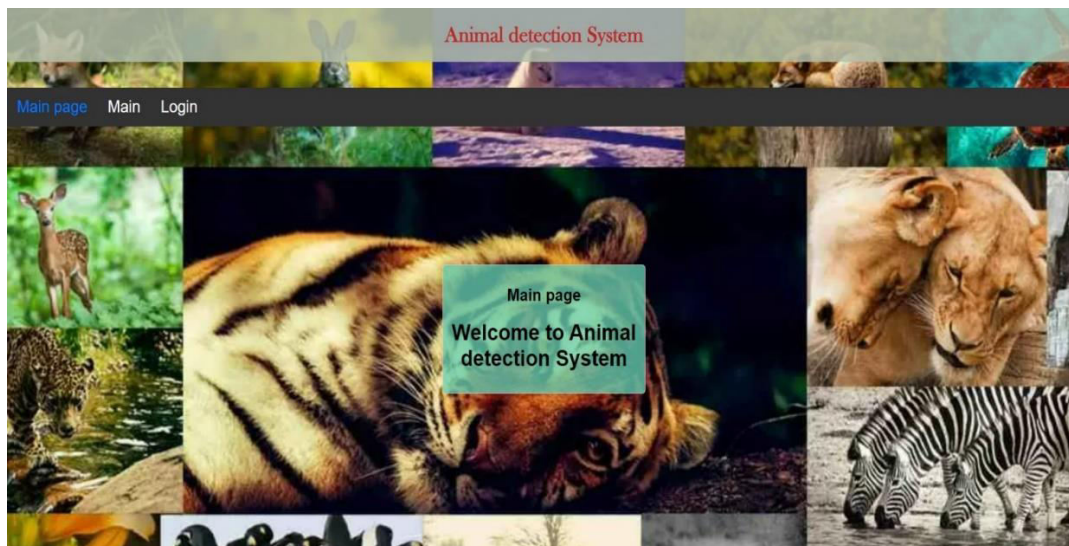 Animal detection System
Main page Main Login
Main page
Welcome to Animal
detection System